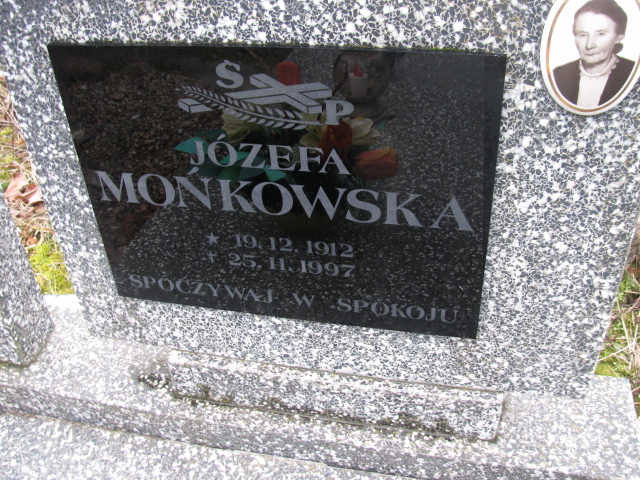 Ś P
JÓZEFA
MOŃKOWSKA
★ 19.12.1912
† 25.11.1997
SPOCZYWAJ W SPOKOJU